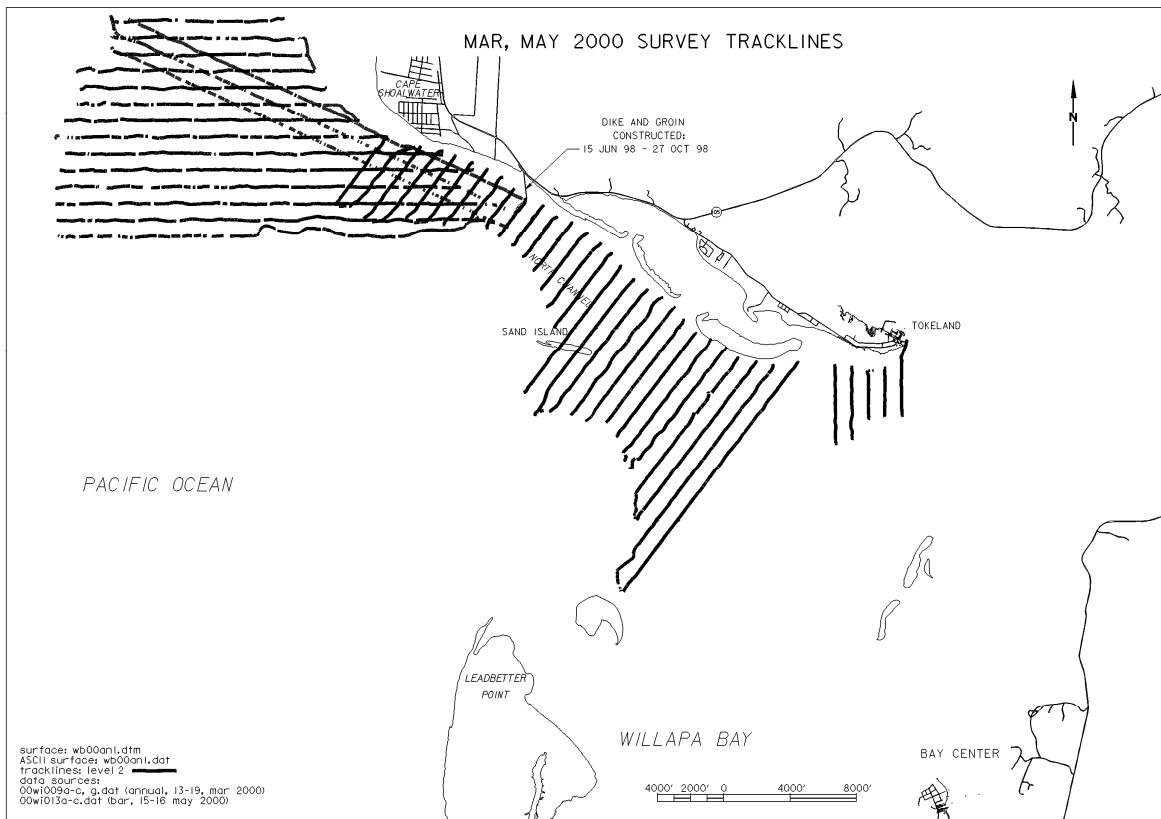 MAR, MAY 2000 SURVEY TRACKLINES
CAPE
SHOALWATER
N
DIKE AND GROIN
CONSTRUCTED:
15 JUN 98 - 27 OCT 98
105
NORTH CHANNEL
SAND ISLAND
TOKELAND
PACIFIC OCEAN
LEADBETTER
POINT
WILLAPA BAY
BAY CENTER
surface: wb00anl.dtm
ASCII surface: wb00anl.dat
tracklines: level 2
data sources:
00wi009a-c, g.dat (annual, 13-19, mar 2000)
00wi013a-c.dat (bar, 15-16 may 2000)
4000' 2000' 0 4000' 8000'